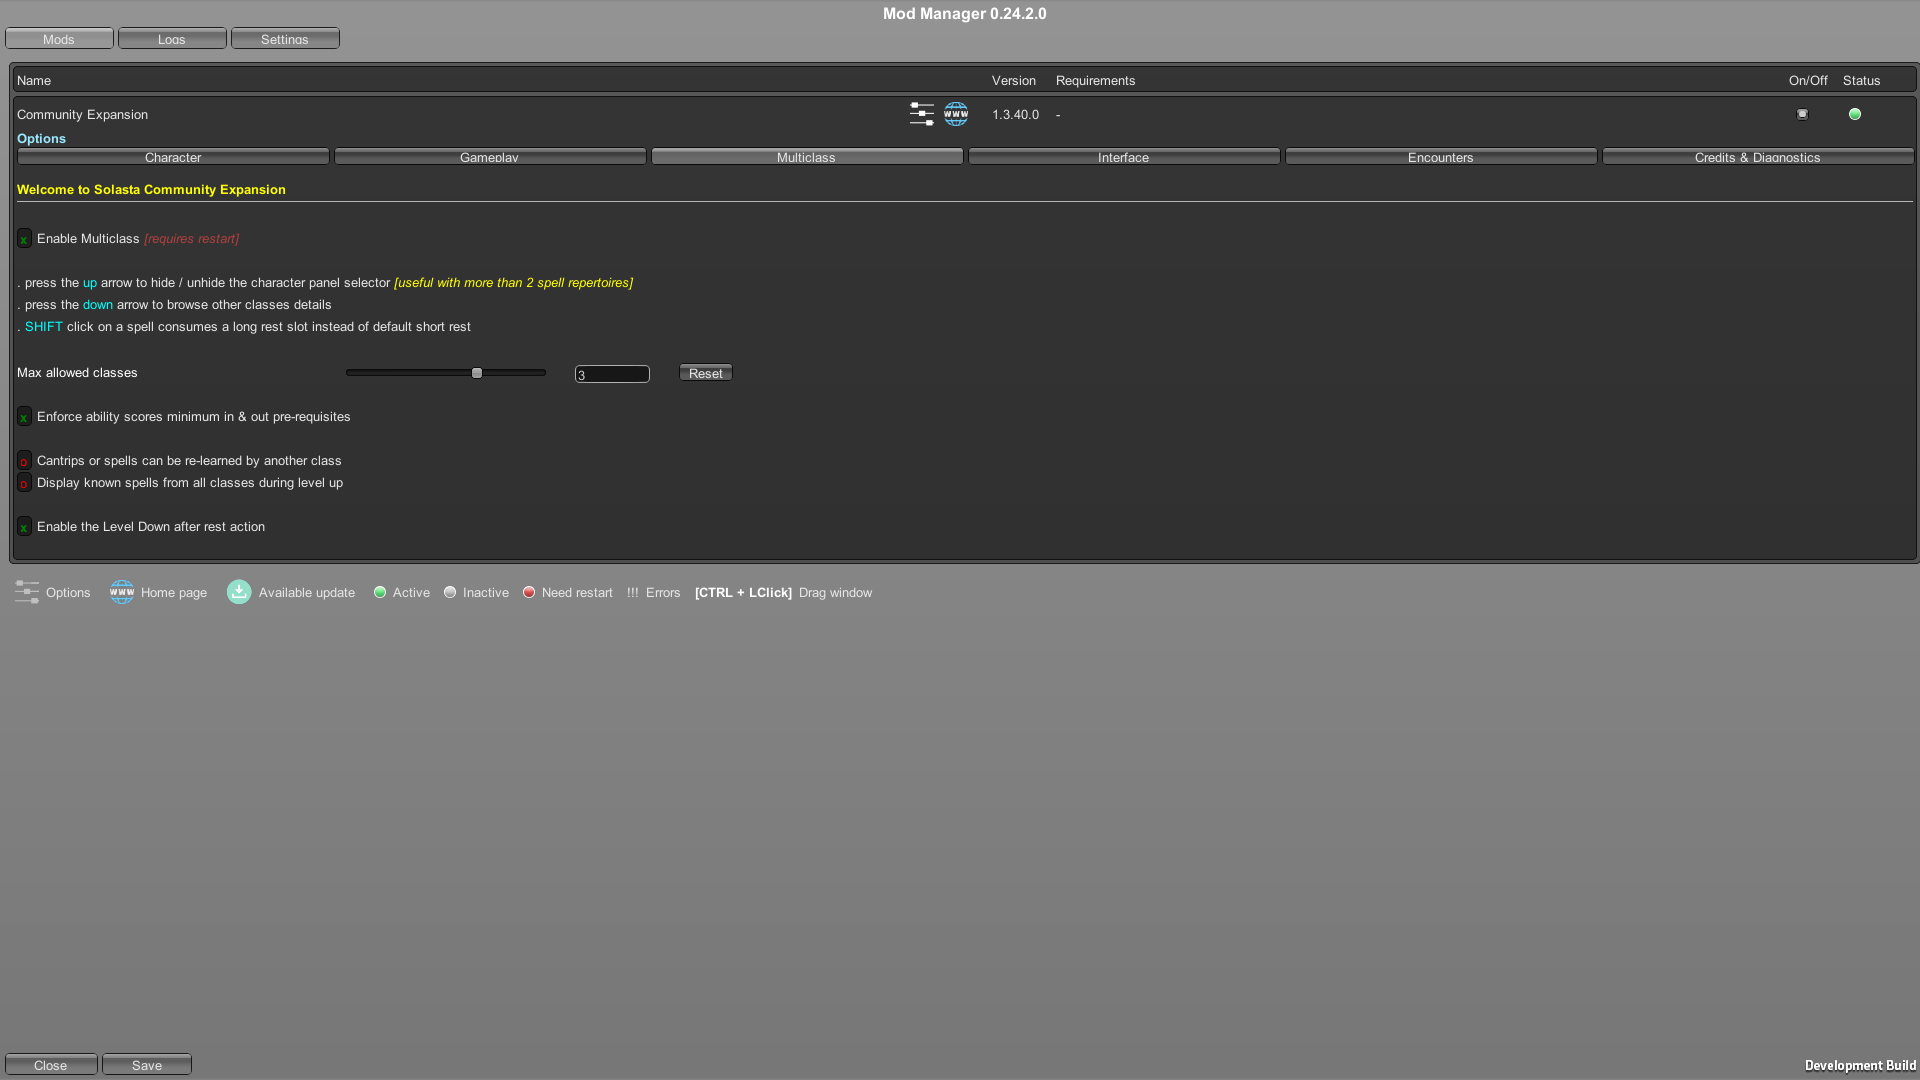 Mod Manager 0.24.2.0
Mods Logs Settings
Name Version Requirements On/Off Status
Community Expansion www 1.3.40.0 -
Options
Character Gameplay Multiclass Interface Encounters Credits & Diagnostics
Welcome to Solasta Community Expansion
x Enable Multiclass [requires restart]
. press the up arrow to hide / unhide the character panel selector [useful with more than 2 spell repertoires]
. press the down arrow to browse other classes details
. SHIFT click on a spell consumes a long rest slot instead of default short rest
Max allowed classes 3 Reset
x Enforce ability scores minimum in & out pre-requisites
o Cantrips or spells can be re-learned by another class
o Display known spells from all classes during level up
x Enable the Level Down after rest action
Options www Home page Available update Active Inactive Need restart !!! Errors [CTRL + LClick] Drag window
Close Save Development Build